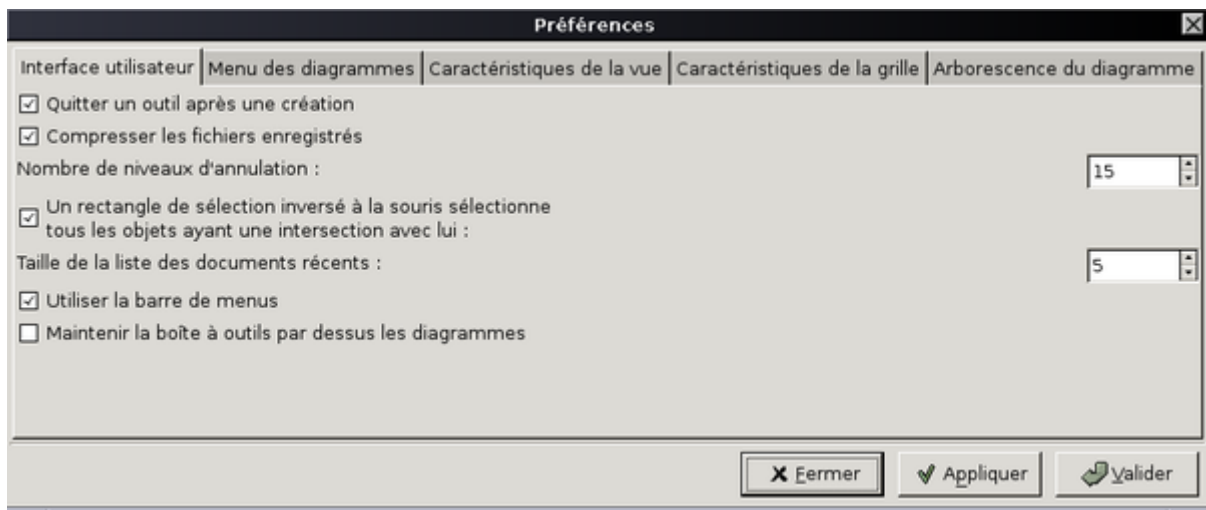 Préférences
Interface utilisateur Menu des diagrammes Caractéristiques de la vue Caractéristiques de la grille Arborescence du diagramme
Quitter un outil après une création
Compresser les fichiers enregistrés
Nombre de niveaux d'annulation : 15
Un rectangle de sélection inversé à la souris sélectionne
tous les objets ayant une intersection avec lui :
Taille de la liste des documents récents : 5
Utiliser la barre de menus
Maintenir la boîte à outils par dessus les diagrammes
Fermer Appliquer Valider